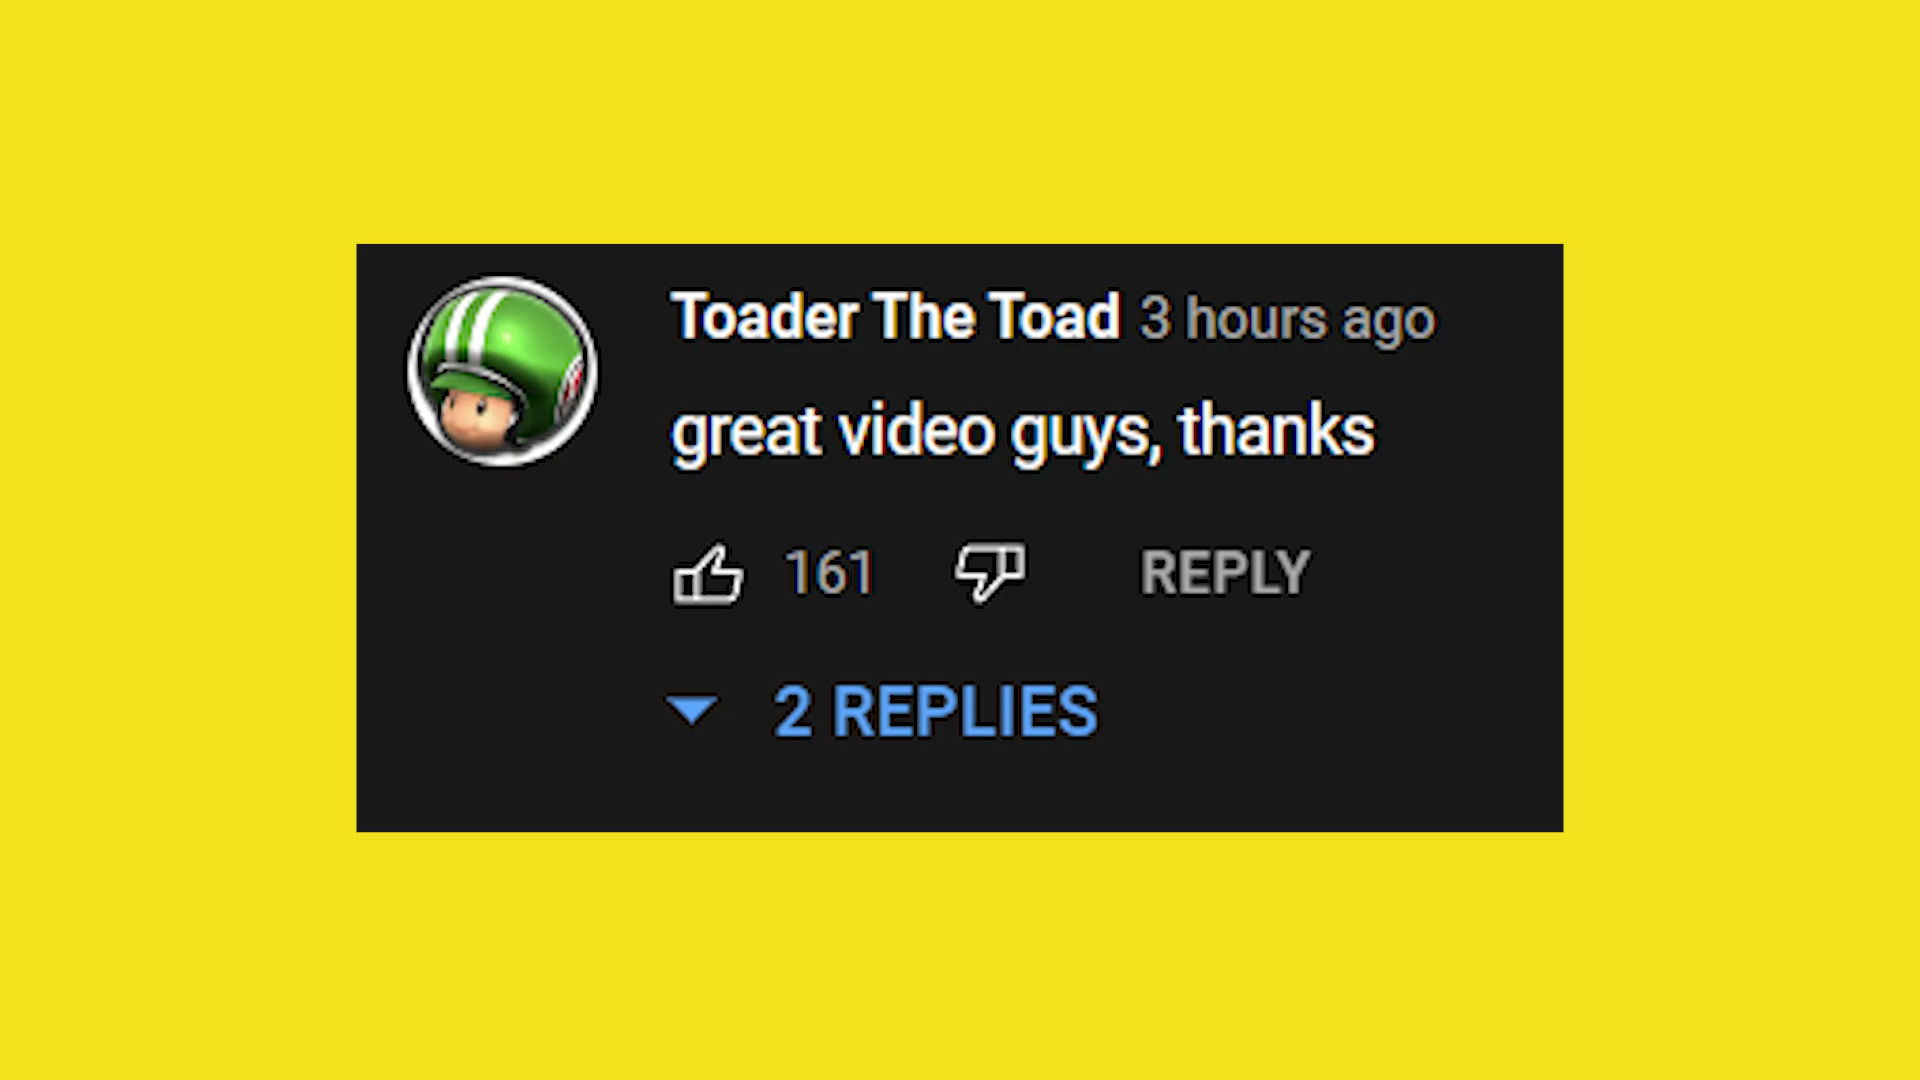 Toader The Toad 3 hours ago
great video guys, thanks
161 REPLY
2 REPLIES